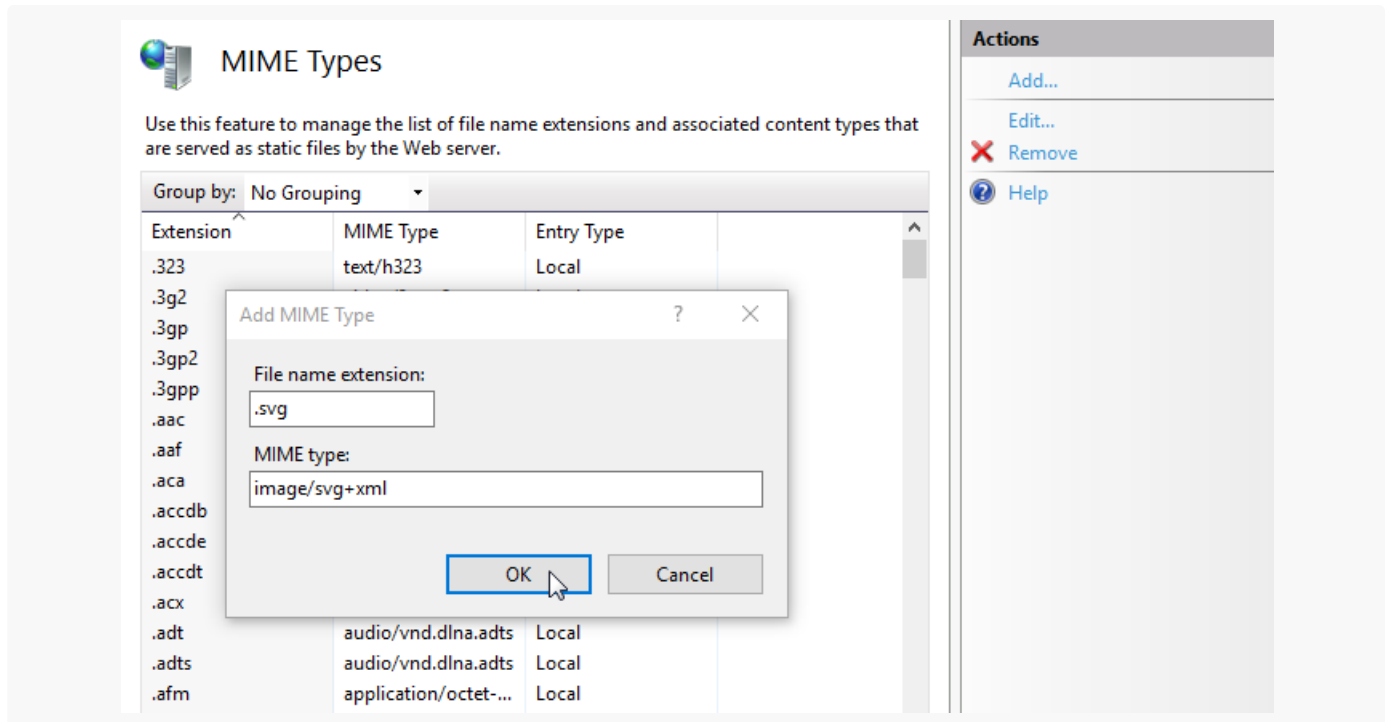 MIME Types
Use this feature to manage the list of file name extensions and associated content types that
are served as static files by the Web server.
Group by: No Grouping
Extension MIME Type Entry Type
.323 text/h323 Local
.3g2
.3gp
.3gp2
.3gpp
.aac
.aaf
.aca
.accdb
.accde
.accdt
.acx
.adt audio/vnd.dlna.adts Local
.adts audio/vnd.dlna.adts Local
.afm application/octet-... Local
Add MIME Type ?
File name extension:
.svg
MIME type:
image/svg+xml
OK Cancel
Actions
Add...
Edit...
Remove
? Help